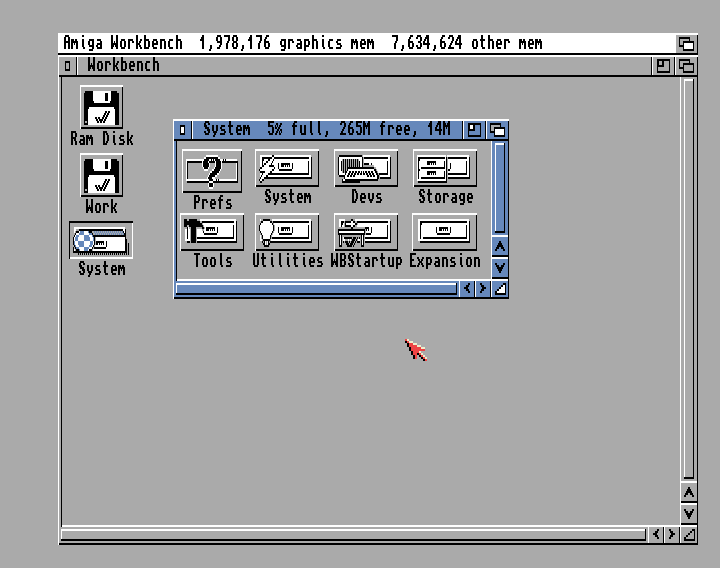 Amiga Workbench  1,978,176 graphics mem  7,634,624 other mem
Workbench
Ram Disk
Work
System
System  5% full, 265M free, 14M
Prefs System Devs Storage
Tools Utilities WBStartup Expansion